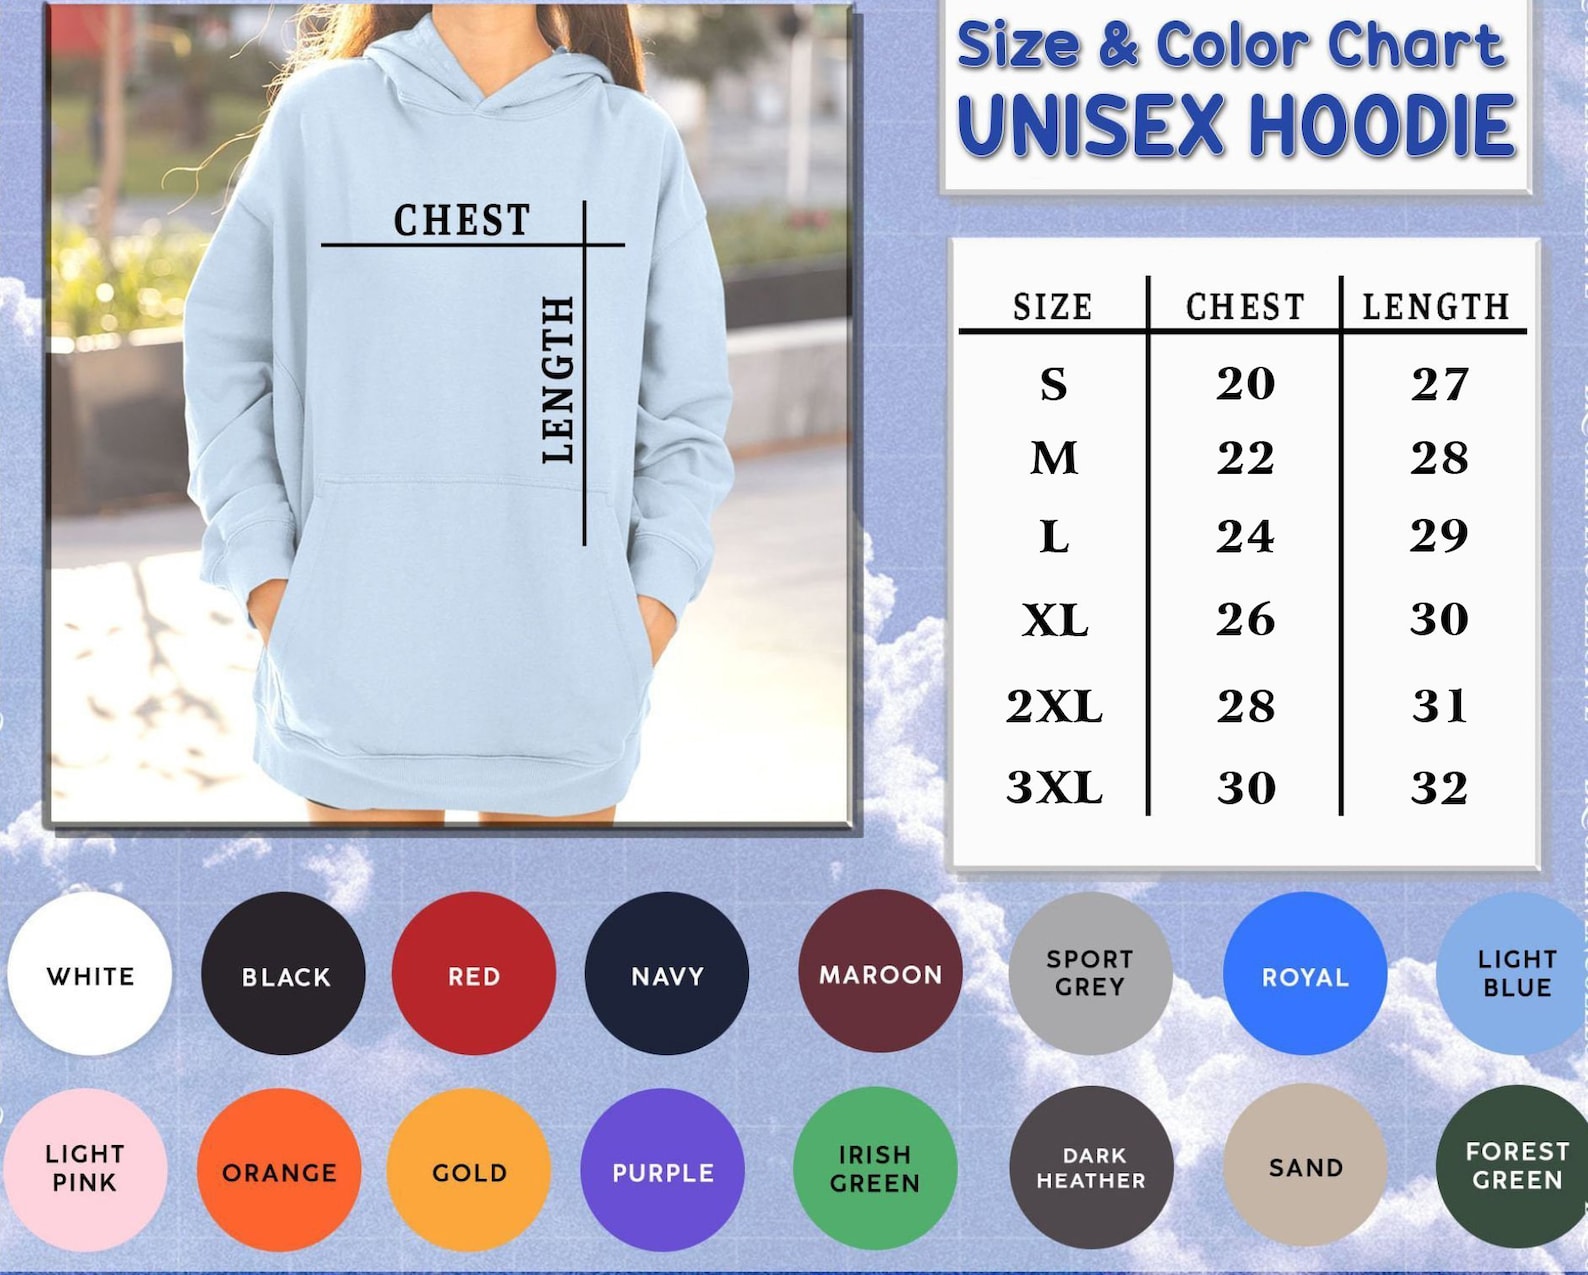 Size & Color Chart
UNISEX HOODIE
CHEST
LENGTH
SIZE CHEST LENGTH
S 20 27
M 22 28
L 24 29
XL 26 30
2XL 28 31
3XL 30 32
WHITE
BLACK
RED
NAVY
MAROON
SPORT
GREY
ROYAL
LIGHT
BLUE
LIGHT
PINK
ORANGE
GOLD
PURPLE
IRISH
GREEN
DARK
HEATHER
SAND
FOREST
GREEN